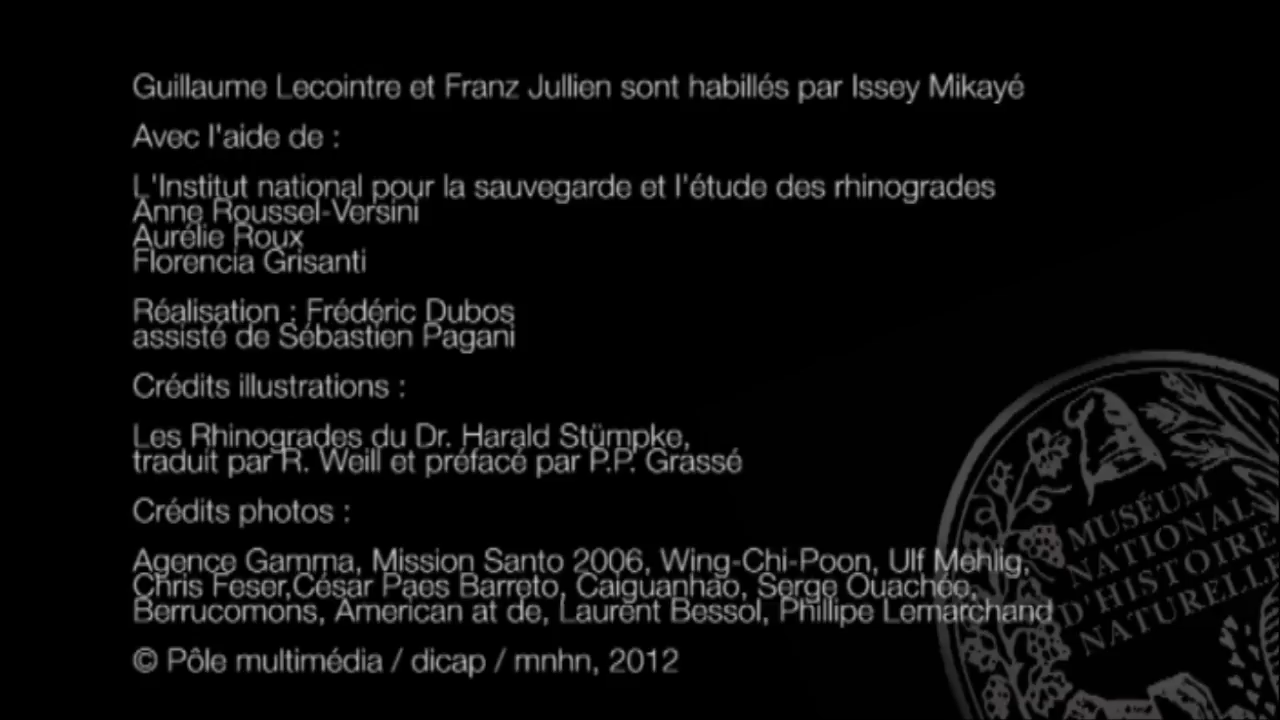 Guillaume Lecointre et Franz Jullien sont habillés par Issey Mikayé
Avec l'aide de :
L'Institut national pour la sauvegarde et l'étude des rhinogrades
Anne Roussel-Versini
Aurélie Roux
Florencia Grisanti
Réalisation : Frédéric Dubos
assisté de Sébastien Pagani
Crédits illustrations :
Les Rhinogrades du Dr. Harald Stümpke,
traduit par R. Weill et préfacé par P.P. Grassé
Crédits photos :
Agence Gamma, Mission Santo 2006, Wing-Chi-Poon, Ulf Mehlig,
Chris Feser,César Paes Barreto, Caiguanhao, Serge Ouachée,
Berrucomons, American at de, Laurent Bessol, Phillipe Lemarchand
© Pôle multimédia / dicap / mnhn, 2012
MUSÉUM
NATIONAL
D'HISTOIRE
NATURELLE